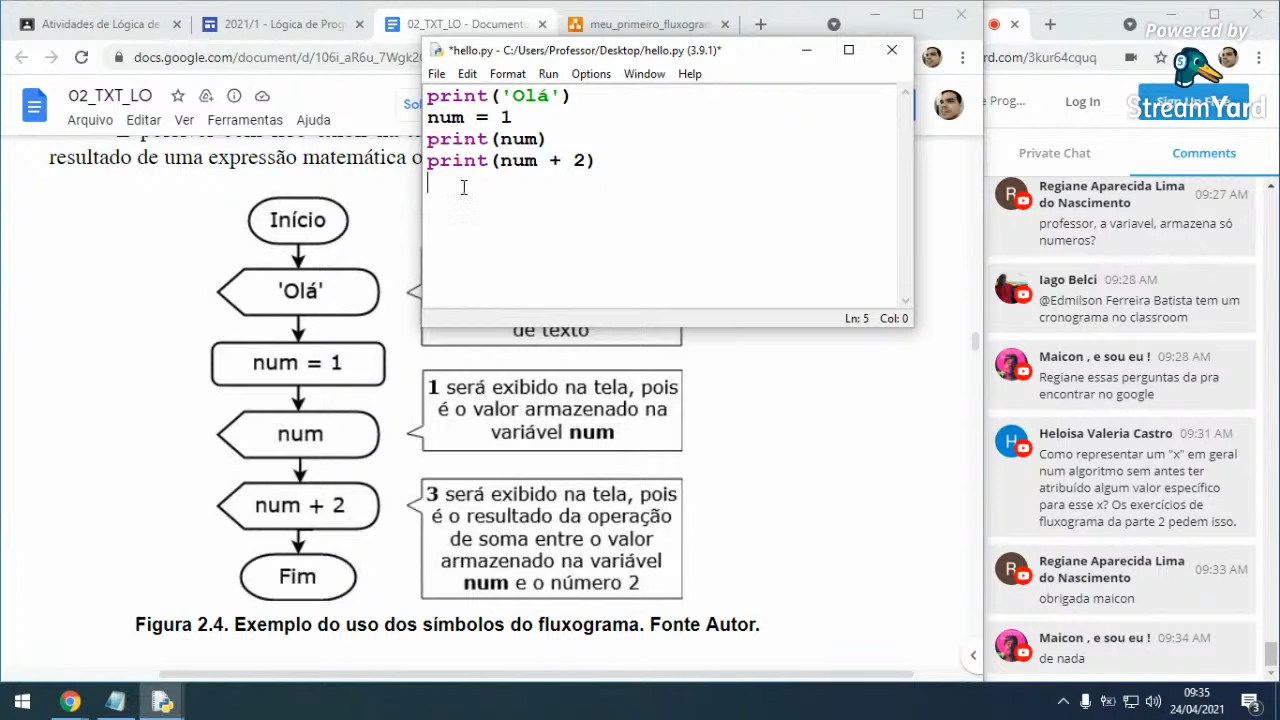 Atividades de Lógica de
2021/1 - Lógica de Prog
02_TXT_LO - Documento
meu_primeiro_fluxogram
docs.google.com/document/d/106i_aR6u_7Wgk2
rd.com/3kur64cquq
Powered by
StreamYard
02_TXT_LO
Arquivo Editar Ver Ferramentas Ajuda
e Prog... Log In
Private Chat Comments
*hello.py - C:/Users/Professor/Desktop/hello.py (3.9.1)*
File Edit Format Run Options Window Help
print('Olá')
num = 1
print(num)
print(num + 2)
Ln: 5 Col: 0
resultado de uma expressão matemática o
Início
'Olá'
de texto
num = 1
1 será exibido na tela, pois
é o valor armazenado na
variável num
num
num + 2
3 será exibido na tela, pois
é o resultado da operação
de soma entre o valor
armazenado na variável
num e o número 2
Fim
Figura 2.4. Exemplo do uso dos símbolos do fluxograma. Fonte Autor.
R
Regiane Aparecida Lima
do Nascimento
09:27 AM
professor, a variavel, armazena só
numeros?
Iago Belci 09:28 AM
@Edmilson Ferreira Batista tem um
cronograma no classroom
Maicon , e sou eu ! 09:28 AM
Regiane essas perguntas da pra
encontrar no google
H
Heloisa Valeria Castro 09:31 AM
Como representar um "x" em geral
num algoritmo sem antes ter
atribuído algum valor específico
para esse x? Os exercícios de
fluxograma da parte 2 pedem isso.
R
Regiane Aparecida Lima
do Nascimento
09:33 AM
obrigada maicon
Maicon , e sou eu ! 09:34 AM
de nada
09:35
24/04/2021
3